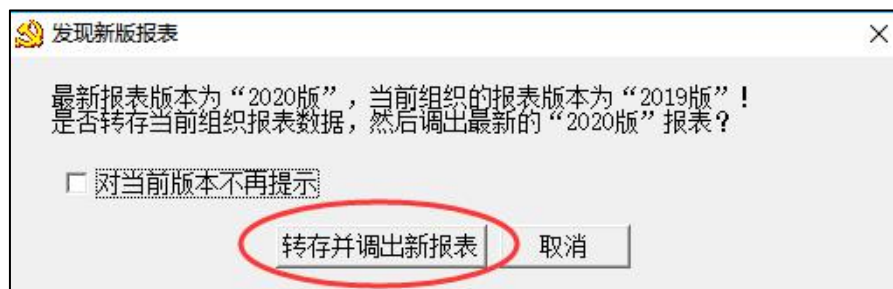 发现新版报表
最新报表版本为“2020版”，当前组织的报表版本为“2019版”！
是否转存当前组织报表数据，然后调出最新的“2020版”报表？
对当前版本不再提示
转存并调出新报表 取消